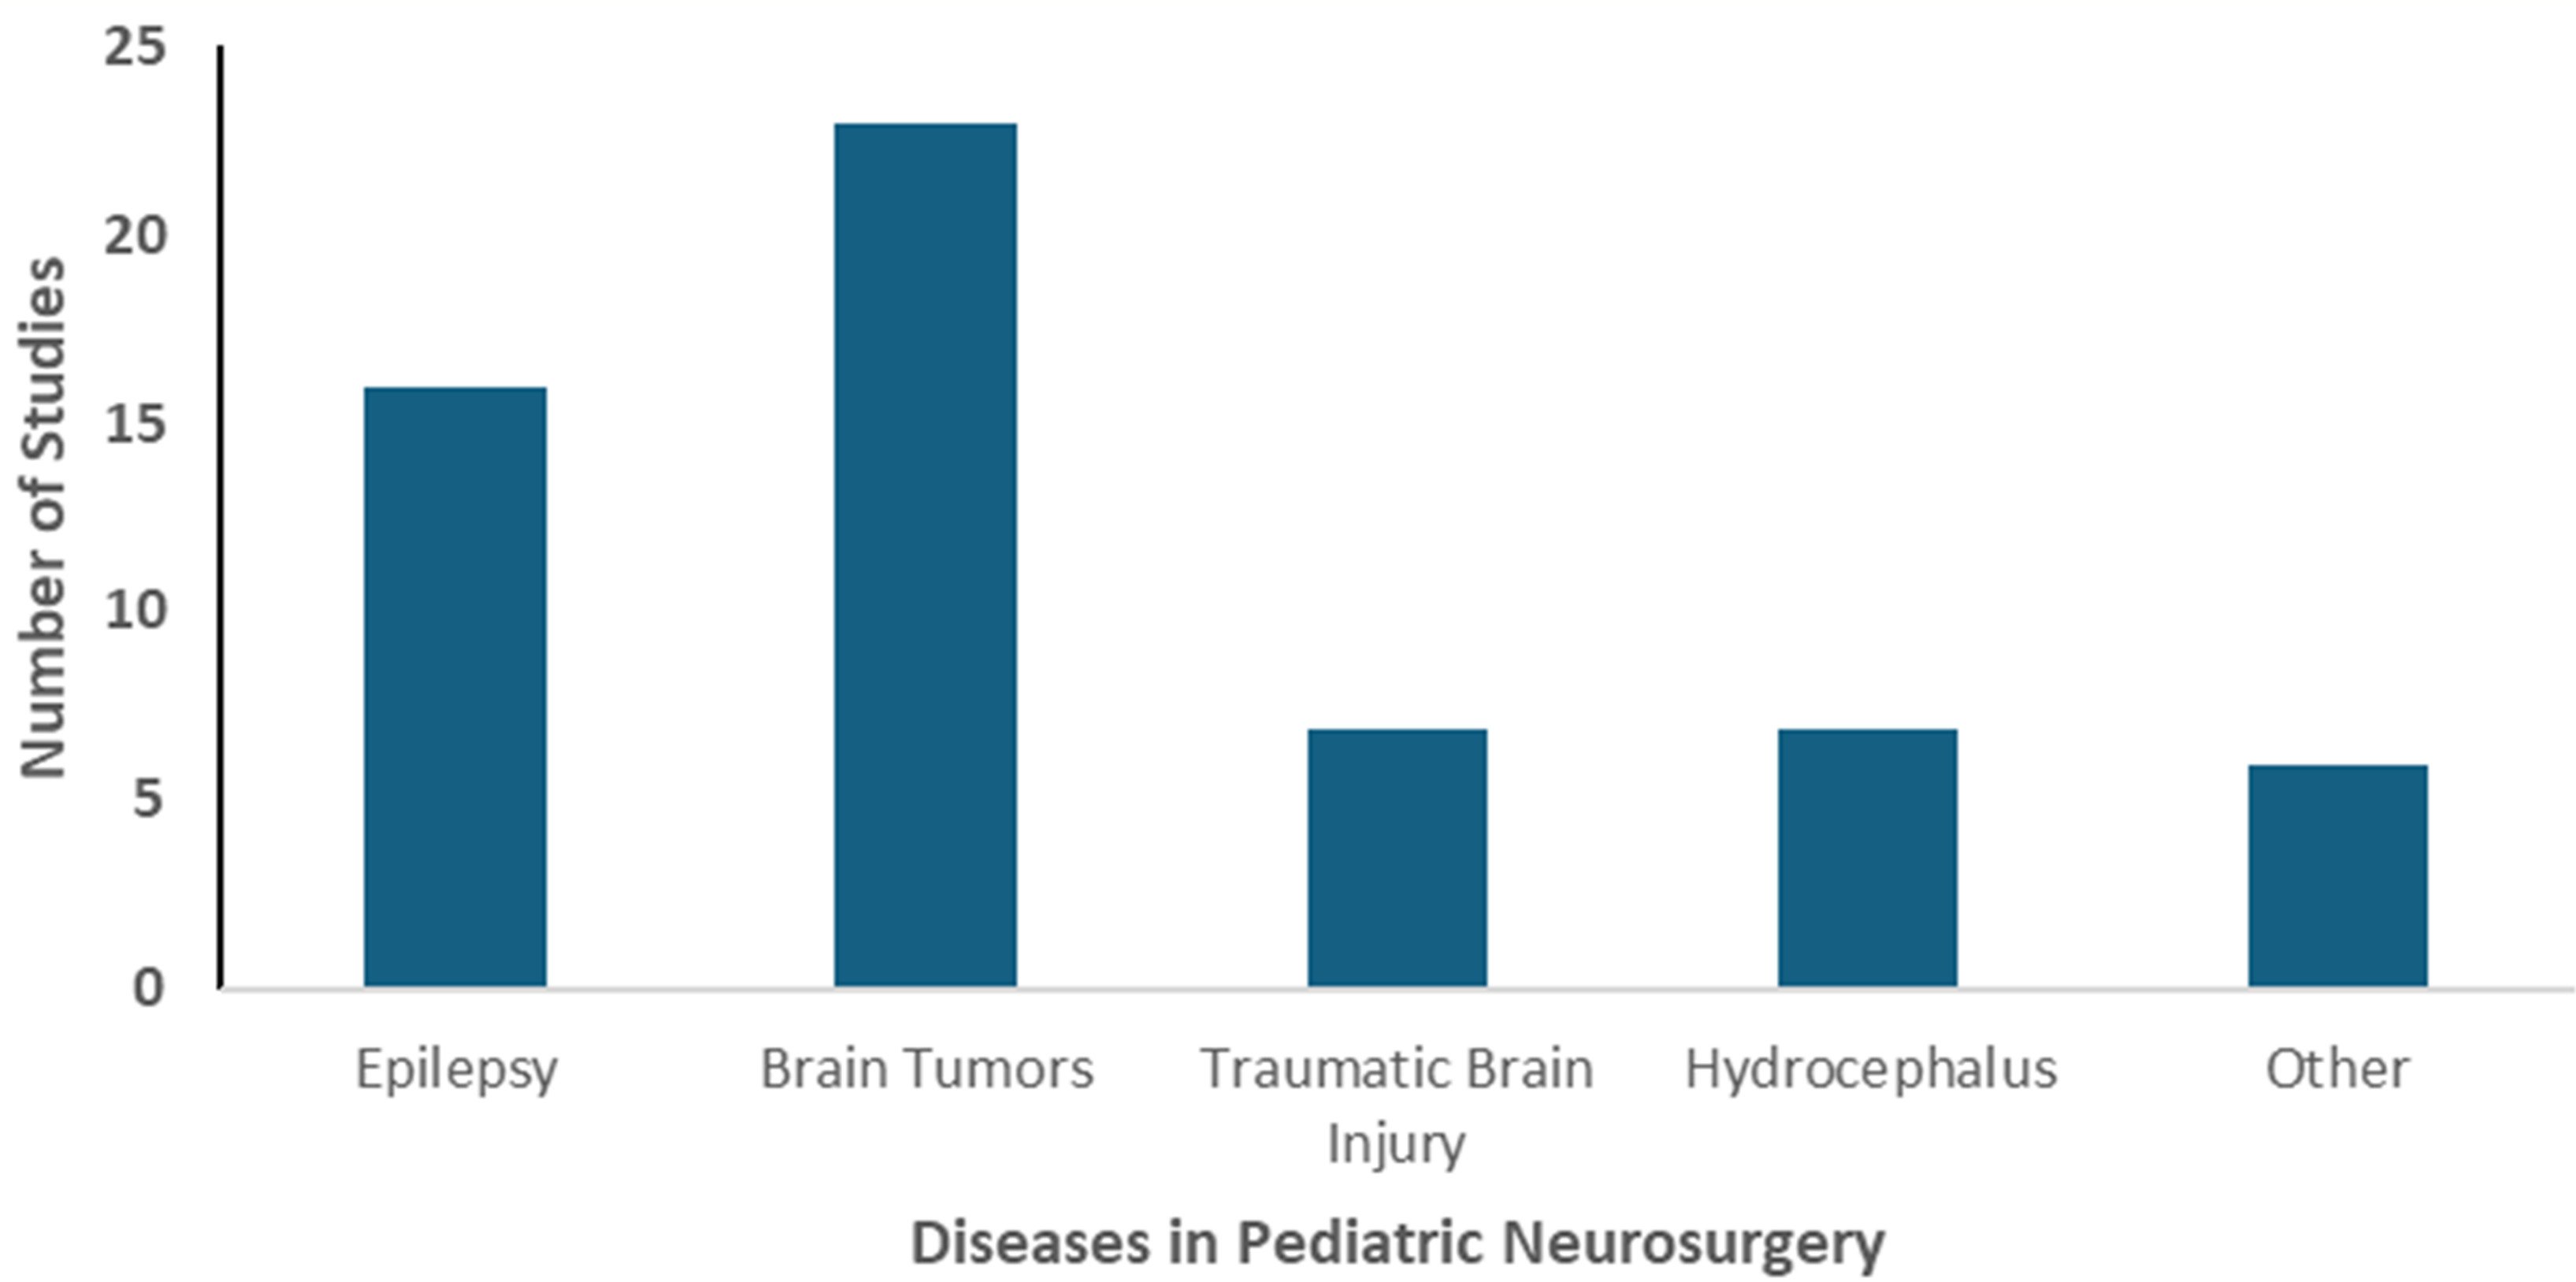 25
20
15
10
5
0
Number of Studies
Epilepsy
Brain Tumors
Traumatic Brain
Injury
Hydrocephalus
Other
Diseases in Pediatric Neurosurgery